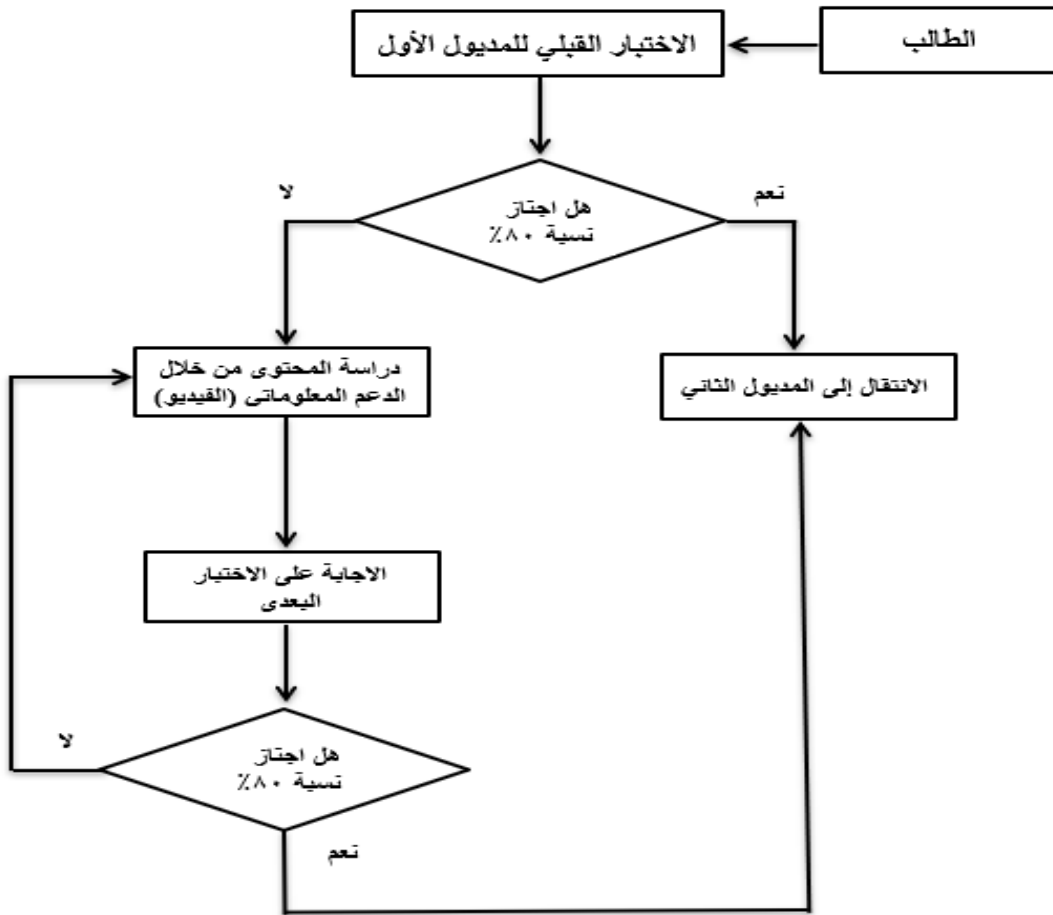 الطالب
الاختبار القبلي للمديول الأول
نعم
لا
هل اجتاز
نسبة ٨٠٪
دراسة المحتوى من خلال
الدعم المعلوماتى (الفيديو)
الانتقال إلى المديول الثاني
الاجابة على الاختبار
البعدى
لا
هل اجتاز
نسبة ٨٠٪
نعم